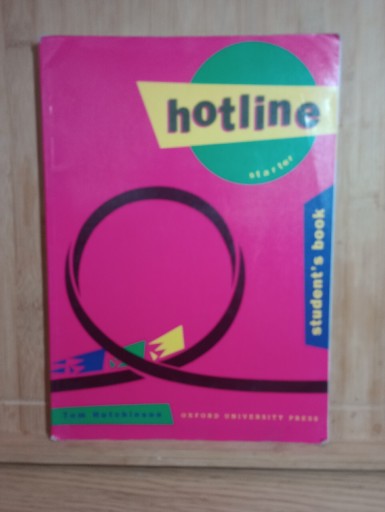 hotline
starter
student's book
Tom Hutchinson
OXFORD UNIVERSITY PRESS